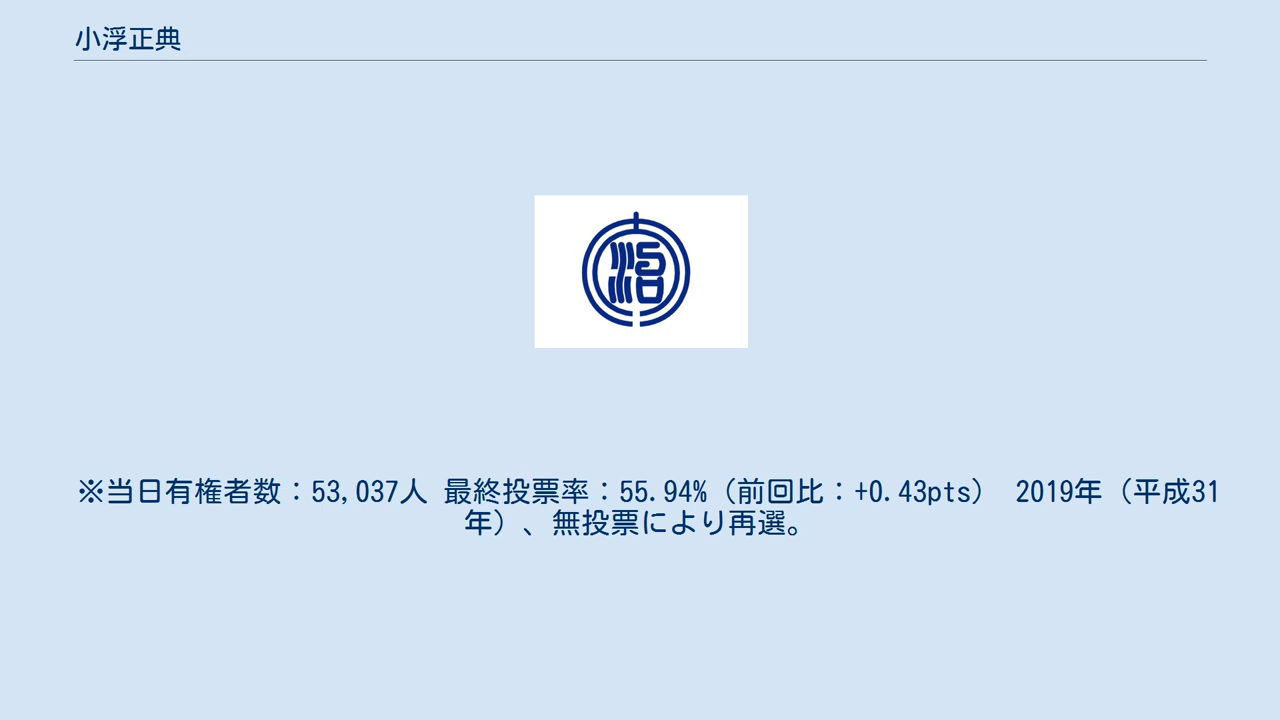 小浮正典
※当日有権者数：53,037人 最終投票率：55.94%（前回比：+0.43pts） 2019年（平成31
年）、無投票により再選。